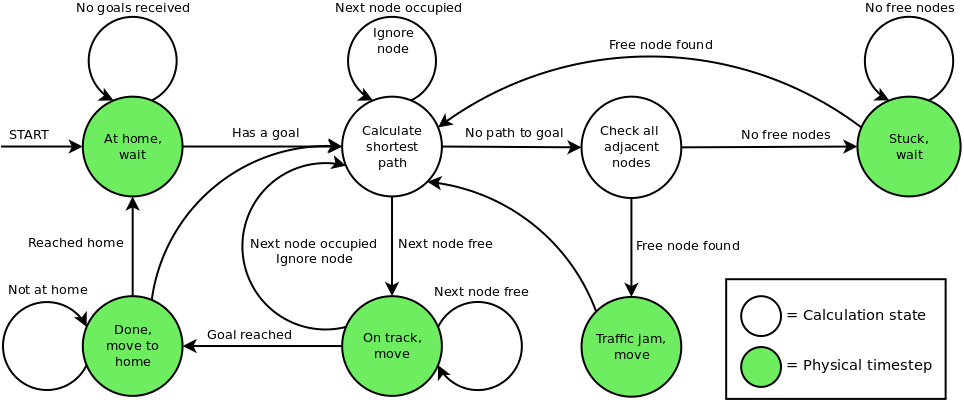 No goals received
Next node occupied
No free nodes
Ignore
node
Free node found
START
At home,
wait
Has a goal
Calculate
shortest
path
No path to goal
Check all
adjacent
nodes
No free nodes
Stuck,
wait
Reached home
Next node occupied
Ignore node
Next node free
Free node found
Not at home
Next node free
Done,
move to
home
Goal reached
On track,
move
Traffic jam,
move
= Calculation state
= Physical timestep